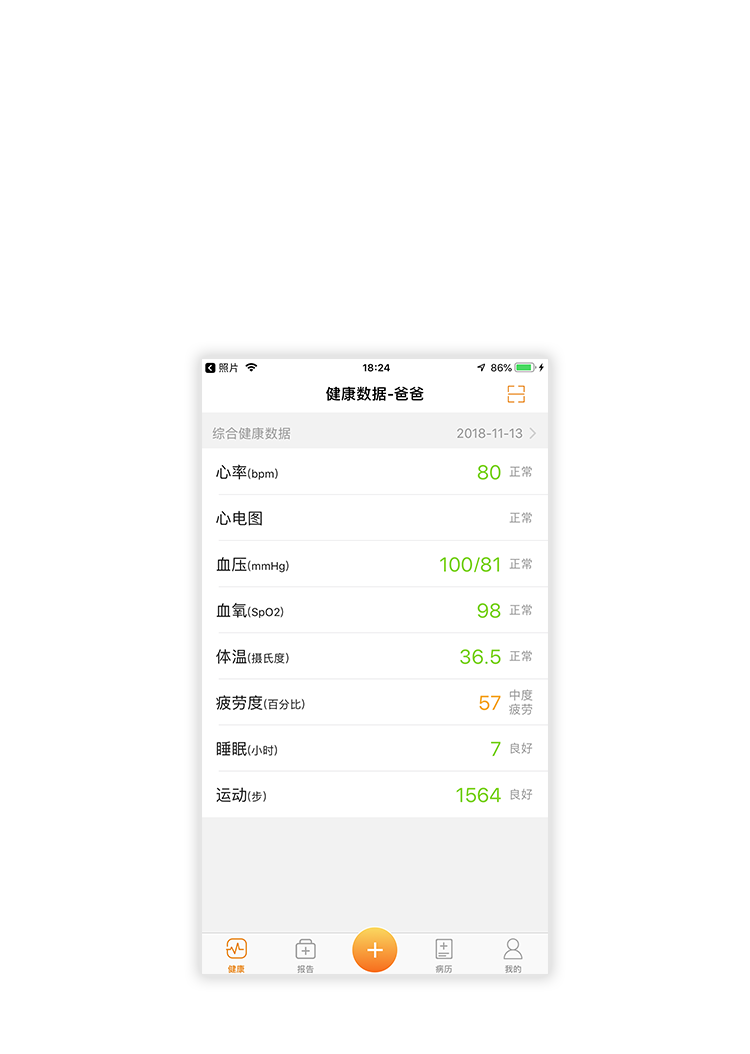 照片 18:24 86%
健康数据-爸爸
综合健康数据 2018-11-13
心率(bpm) 80 正常
心电图 正常
血压(mmHg) 100/81 正常
血氧(SpO2) 98 正常
体温(摄氏度) 36.5 正常
疲劳度(百分比) 57 中度
疲劳
睡眠(小时) 7 良好
运动(步) 1564 良好
健康 报告 病历 我的